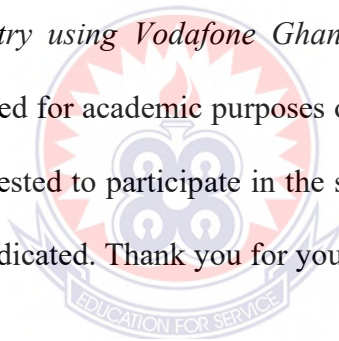 try using Vodafone Ghan
ed for academic purposes o
ested to participate in the s
dicated. Thank you for you
EDUCATION FOR SERVICE